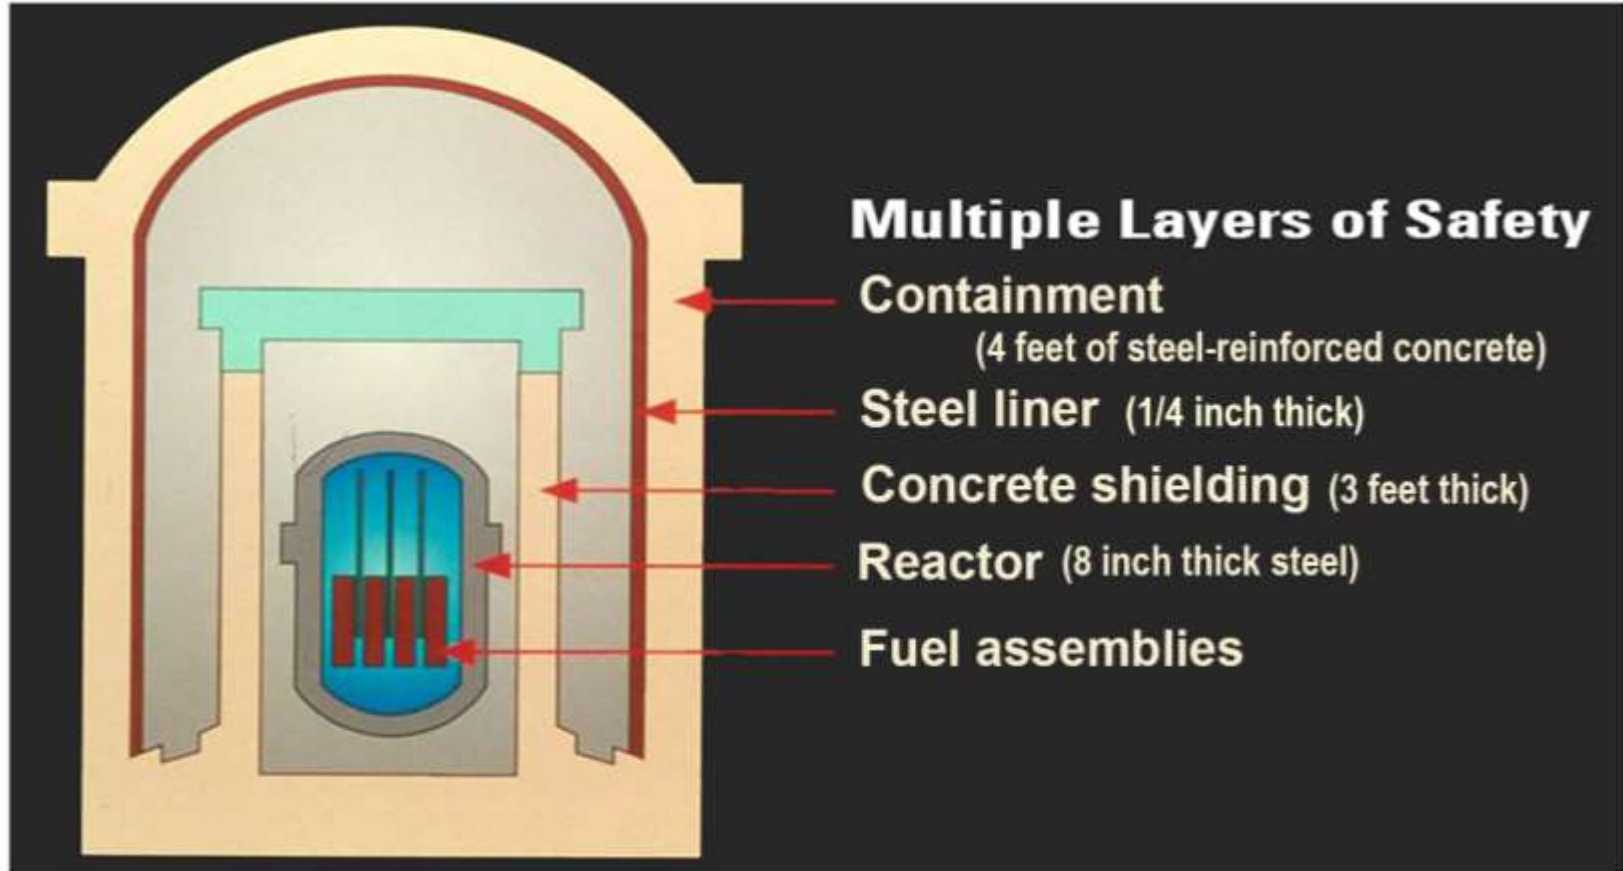 Multiple Layers of Safety
Containment
(4 feet of steel-reinforced concrete)
Steel liner (1/4 inch thick)
Concrete shielding (3 feet thick)
Reactor (8 inch thick steel)
Fuel assemblies